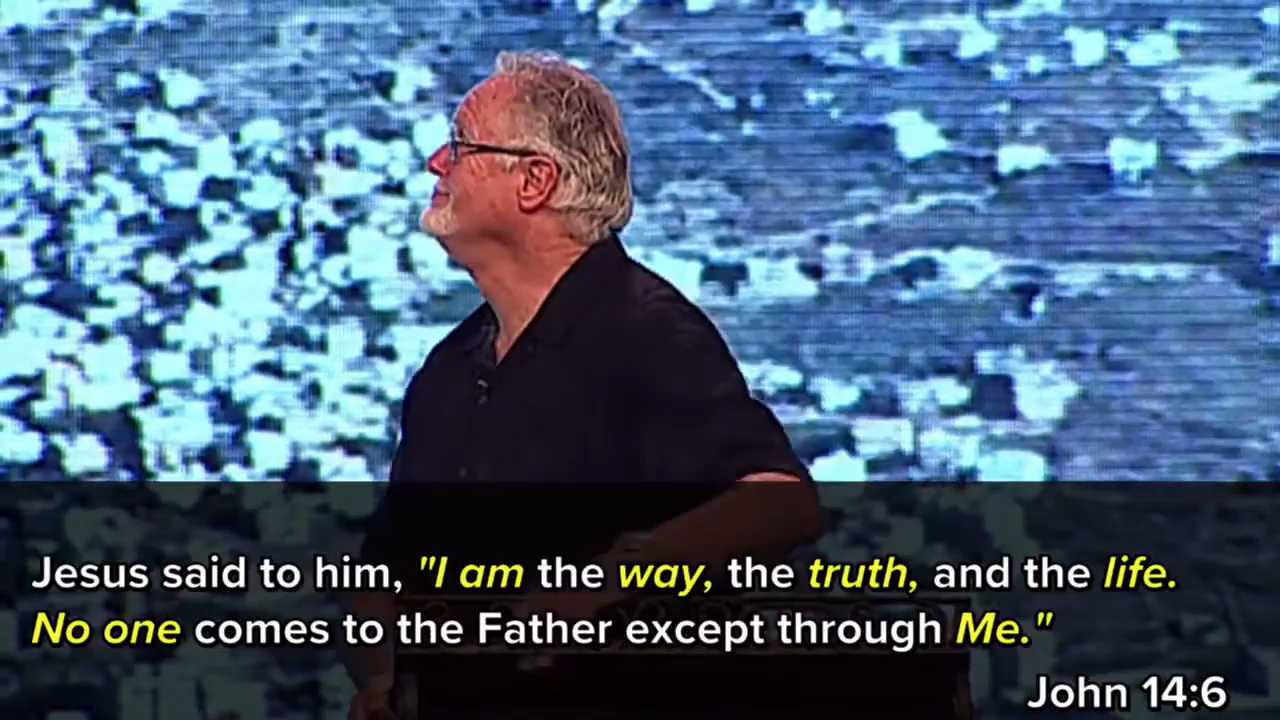 Jesus said to him, "I am the way, the truth, and the life.
No one comes to the Father except through Me."
John 14:6